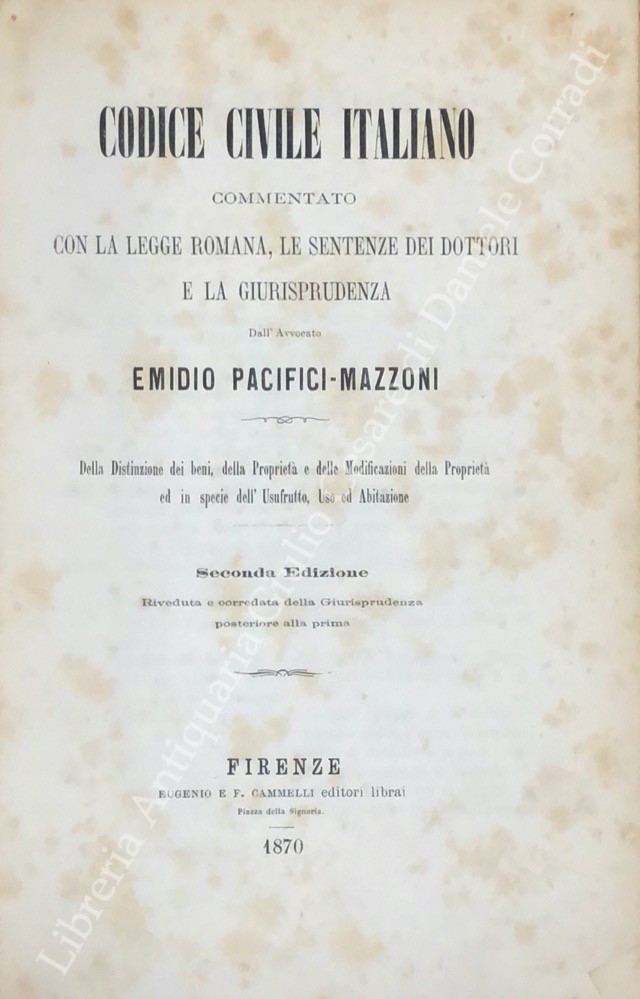 CODICE CIVILE ITALIANO
COMMENTATO
CON LA LEGGE ROMANA, LE SENTENZE DEI DOTTORI
E LA GIURISPRUDENZA
Dall' Avvocato
EMIDIO PACIFICI-MAZZONI
Della Distinzione dei beni, della Proprietà e delle Modificazioni della Proprietà
ed in specie dell' Usufrutto, Uso ed Abitazione
Seconda Edizione
Riveduta e corredata della Giurisprudenza
posteriore alla prima
FIRENZE
EUGENIO E F. CAMMELLI editori librai
Piazza della Signoria.
1870
Libreria Antiquaria Giulio Cesare di Daniele Corradi